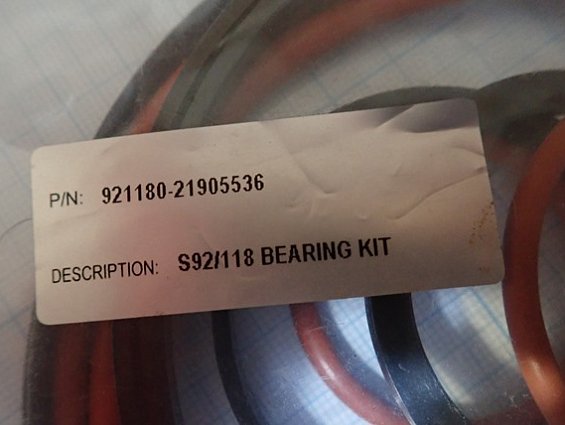 P/N: 921180-21905536
DESCRIPTION: S92/118 BEARING KIT